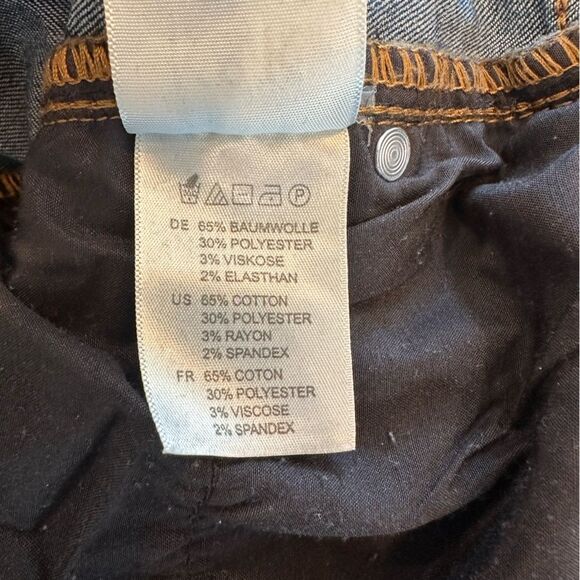 DE 65% BAUMWOLLE
30% POLYESTER
3% VISKOSE
2% ELASTHAN
US 65% COTTON
30% POLYESTER
3% RAYON
2% SPANDEX
FR 65% COTON
30% POLYESTER
3% VISCOSE
2% SPANDEX